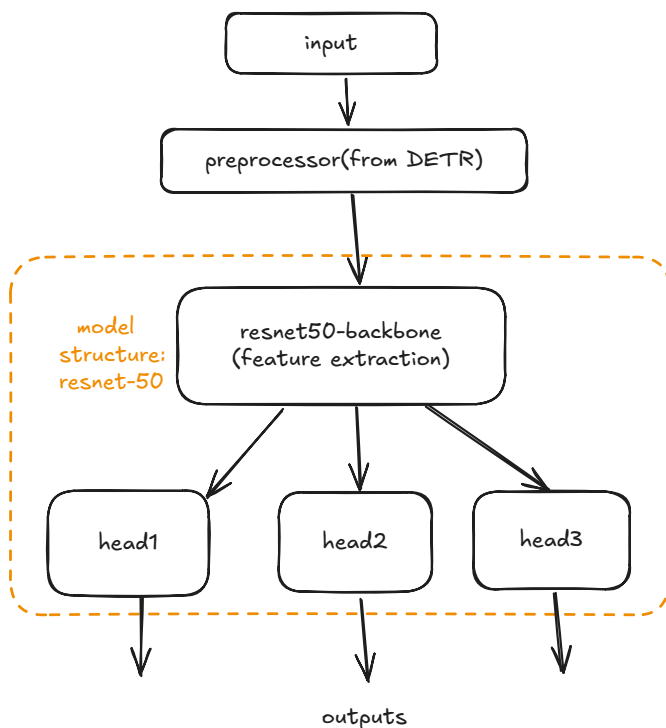 input
preprocessor(from DETR)
model
structure:
resnet-50
resnet50-backbone
(feature extraction)
head1
head2
head3
outputs